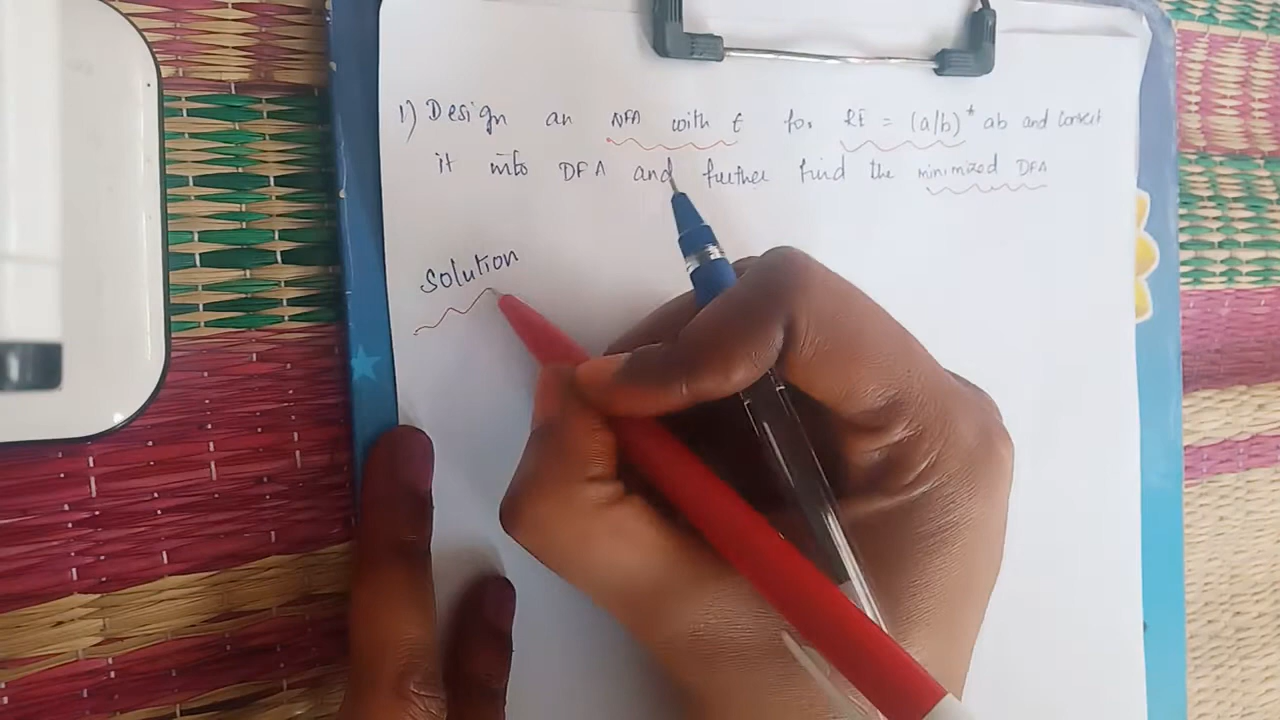 1) Design an NFA with ε for RE = (a/b)* ab and convert
it into DFA and further find the minimized DFA
Solution